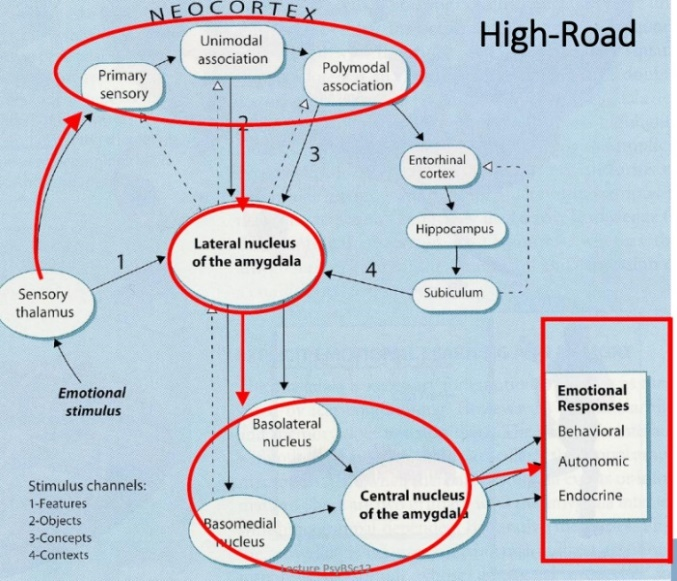 NEOCORTEX
High-Road
Unimodal
association
Primary
sensory
Polymodal
association
2
3
Entorhinal
cortex
Hippocampus
Lateral nucleus
of the amygdala
1
4
Subiculum
Sensory
thalamus
Emotional
stimulus
Emotional
Responses
Behavioral
Autonomic
Endocrine
Basolateral
nucleus
Central nucleus
of the amygdala
Basomedial
nucleus
Stimulus channels:
1-Features
2-Objects
3-Concepts
4-Contexts
Lecture PsyBSc12